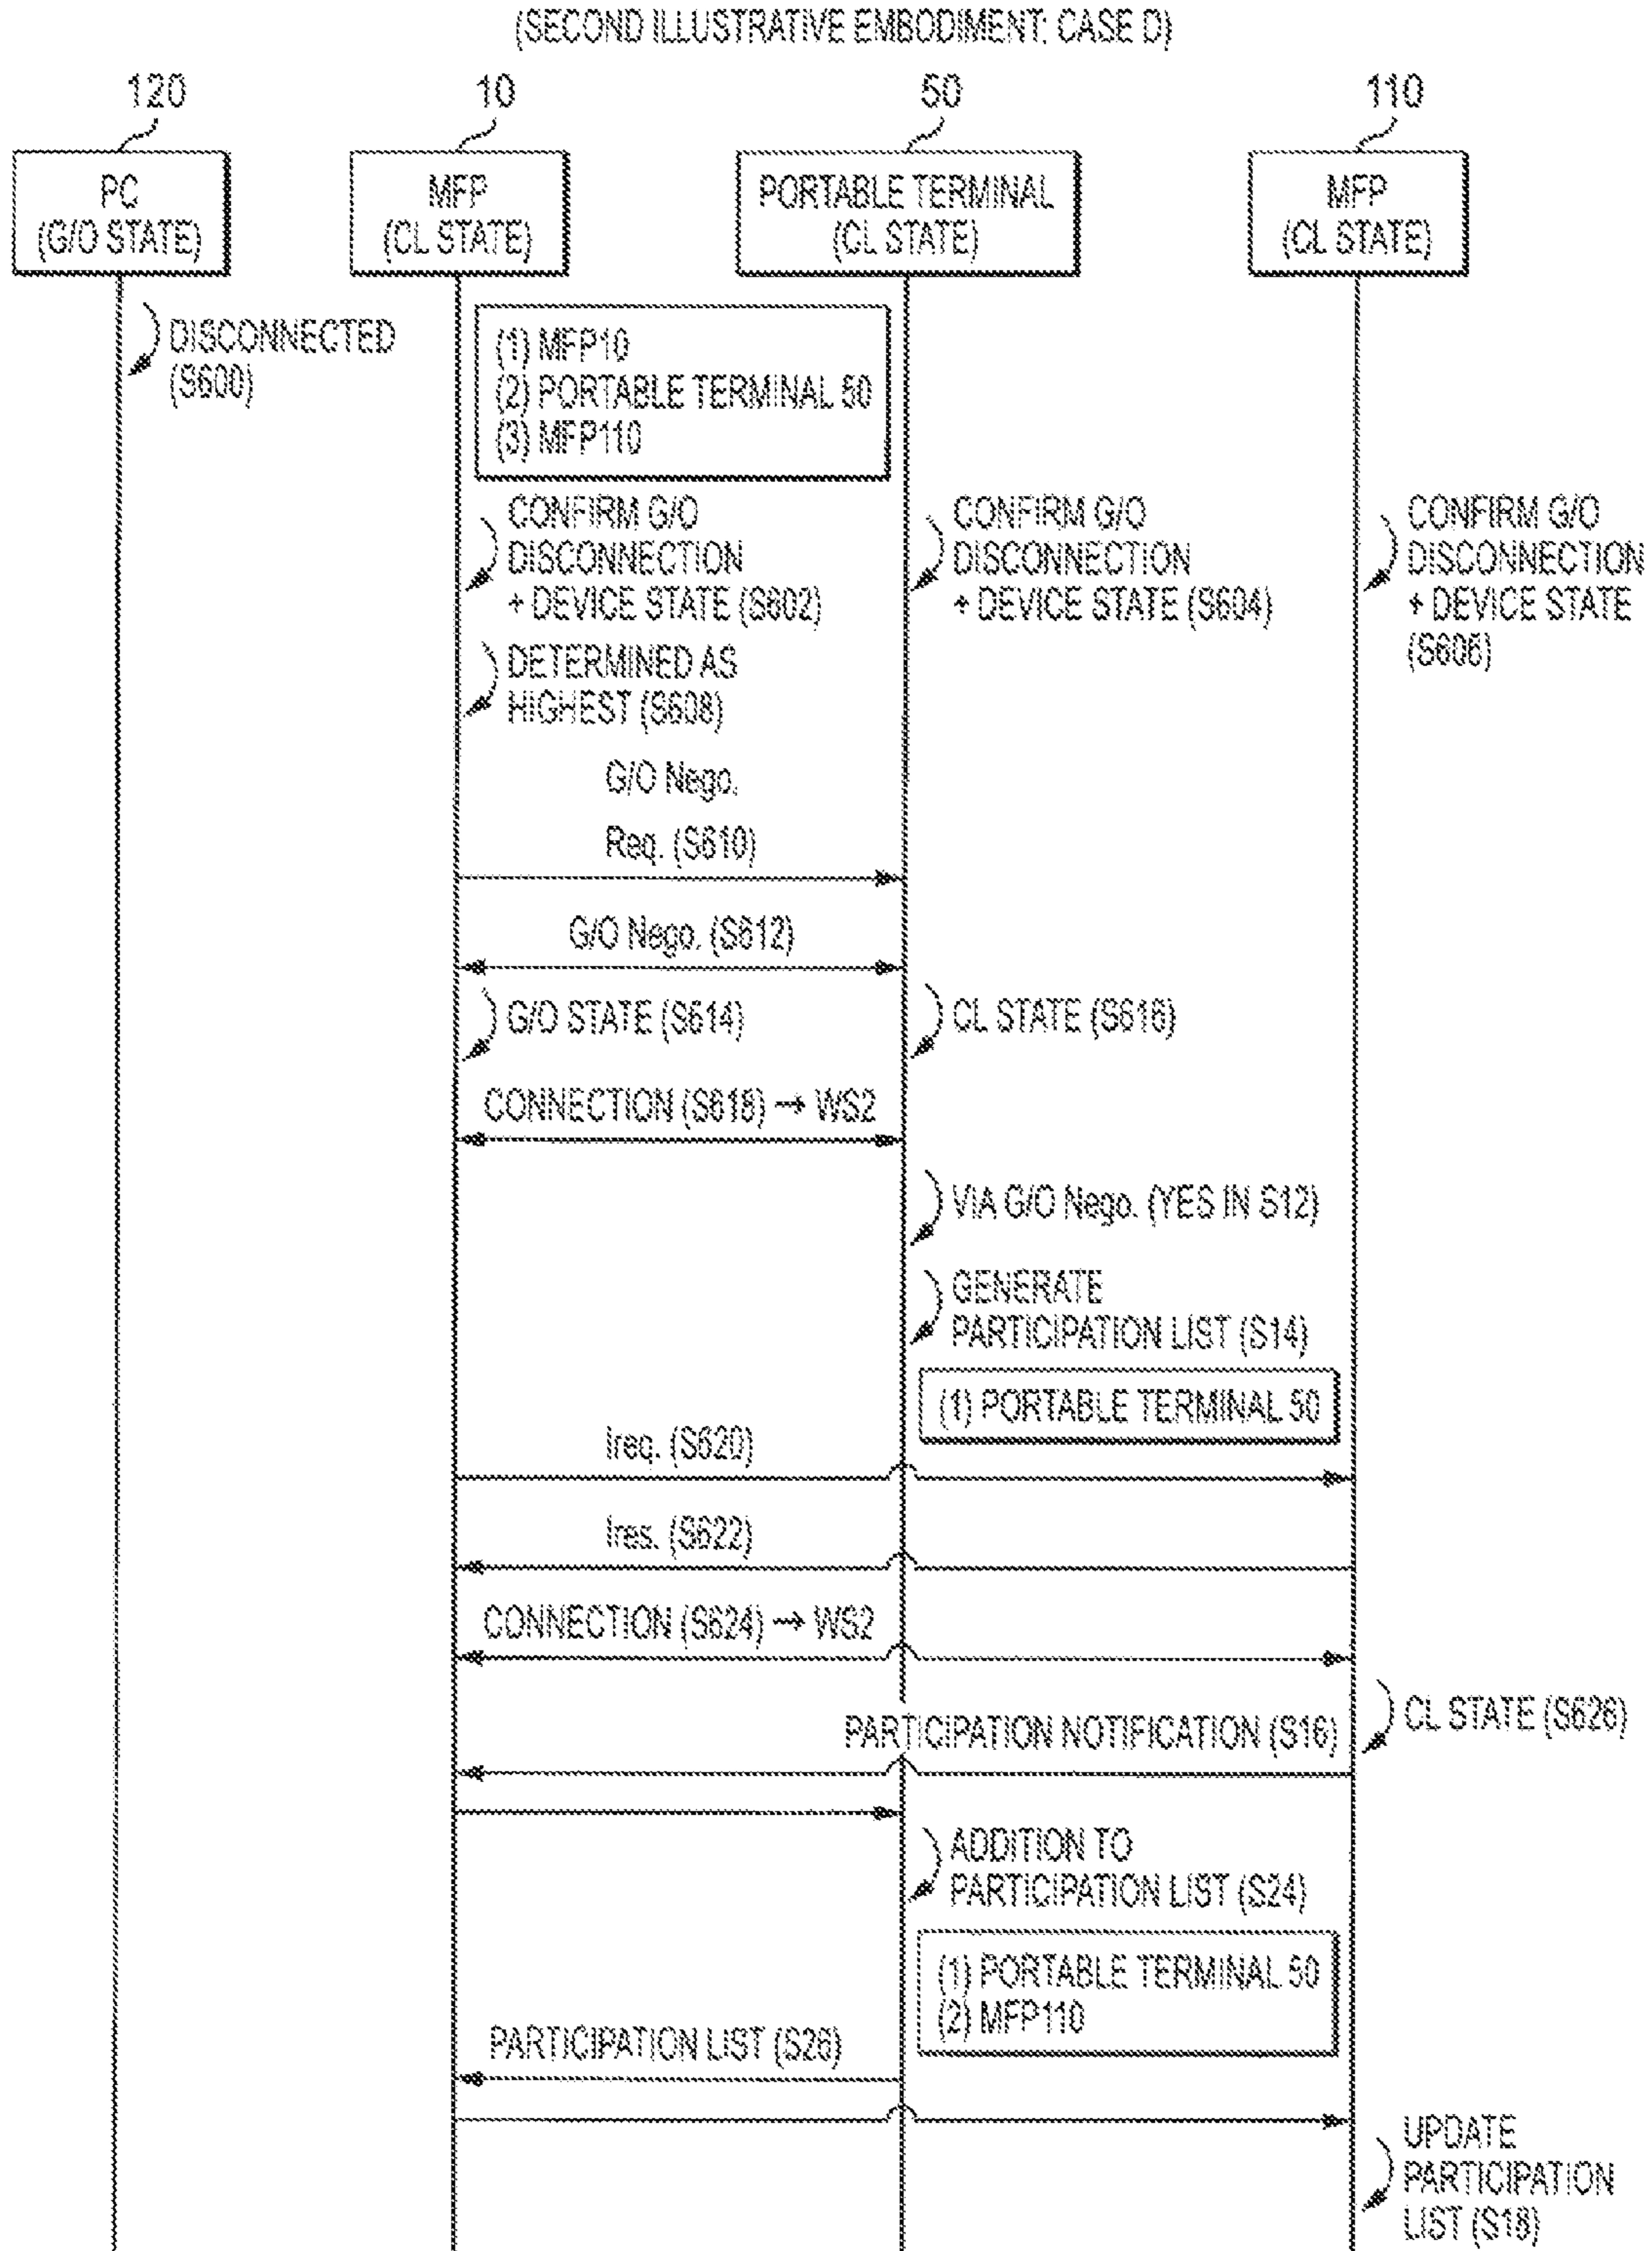 (SECOND ILLUSTRATIVE EMBODIMENT; CASE D)
120
10
50
110
PC
(G/O STATE)
MFP
(CL STATE)
PORTABLE TERMINAL
(CL STATE)
MFP
(CL STATE)
DISCONNECTED
(S600)
(1) MFP10
(2) PORTABLE TERMINAL 50
(3) MFP110
CONFIRM G/O
DISCONNECTION
+ DEVICE STATE (S602)
CONFIRM G/O
DISCONNECTION
+ DEVICE STATE (S604)
CONFIRM G/O
DISCONNECTION
+ DEVICE STATE
(S606)
DETERMINED AS
HIGHEST (S608)
G/O Nego.
Req. (S610)
G/O Nego. (S612)
G/O STATE (S614)
CL STATE (S616)
CONNECTION (S618) → WS2
VIA G/O Nego. (YES IN S12)
GENERATE
PARTICIPATION LIST (S14)
(1) PORTABLE TERMINAL 50
Ireq. (S620)
Ires. (S622)
CONNECTION (S624) → WS2
CL STATE (S626)
PARTICIPATION NOTIFICATION (S16)
ADDITION TO
PARTICIPATION LIST (S24)
(1) PORTABLE TERMINAL 50
(2) MFP110
PARTICIPATION LIST (S26)
UPDATE
PARTICIPATION
LIST (S18)